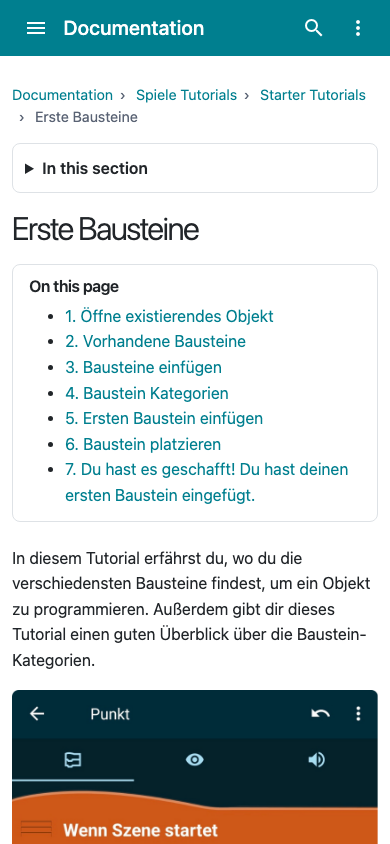 Documentation
Documentation › Spiele Tutorials › Starter Tutorials
› Erste Bausteine
In this section
Erste Bausteine
On this page
1. Öffne existierendes Objekt
2. Vorhandene Bausteine
3. Bausteine einfügen
4. Baustein Kategorien
5. Ersten Baustein einfügen
6. Baustein platzieren
7. Du hast es geschafft! Du hast deinen
ersten Baustein eingefügt.
In diesem Tutorial erfährst du, wo du die
verschiedensten Bausteine findest, um ein Objekt
zu programmieren. Außerdem gibt dir dieses
Tutorial einen guten Überblick über die Baustein-
Kategorien.
Punkt
Wenn Szene startet